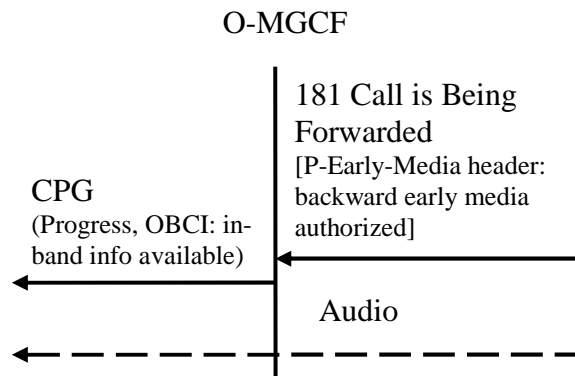 O-MGCF
181 Call is Being
Forwarded
[P-Early-Media header:
backward early media
authorized]
CPG
(Progress, OBCI: in-
band info available)
Audio